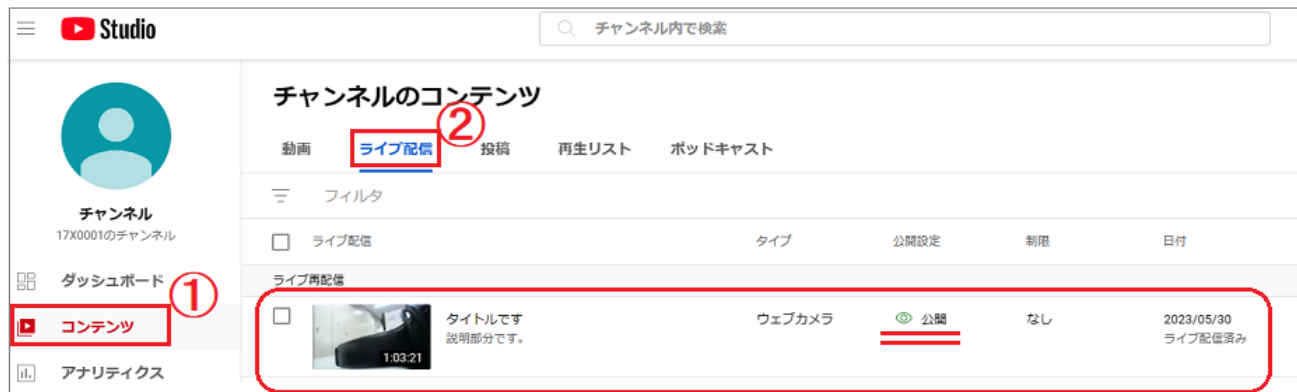 Studio
チャンネル内で検索
チャンネルのコンテンツ
②
動画 ライブ配信 投稿 再生リスト ポッドキャスト
フィルタ
チャンネル
17X0001のチャンネル
ライブ配信 タイプ 公開設定 制限 日付
ダッシュボード ①
ライブ再配信
コンテンツ
タイトルです ウェブカメラ 公開 なし 2023/05/30
説明部分です。 ライブ配信済み
1:03:21
アナリティクス